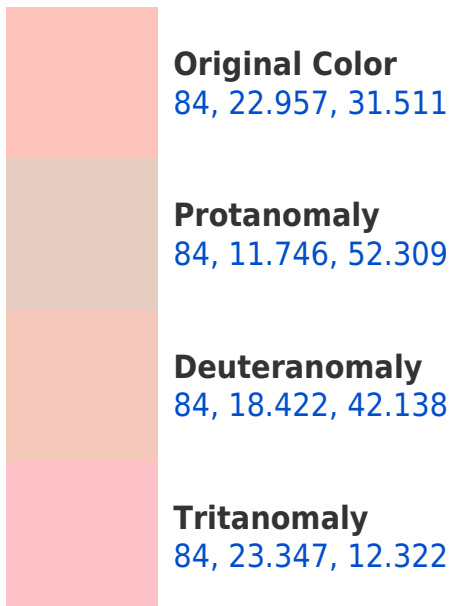 Original Color
84, 22.957, 31.511
Protanomaly
84, 11.746, 52.309
Deuteranomaly
84, 18.422, 42.138
Tritanomaly
84, 23.347, 12.322